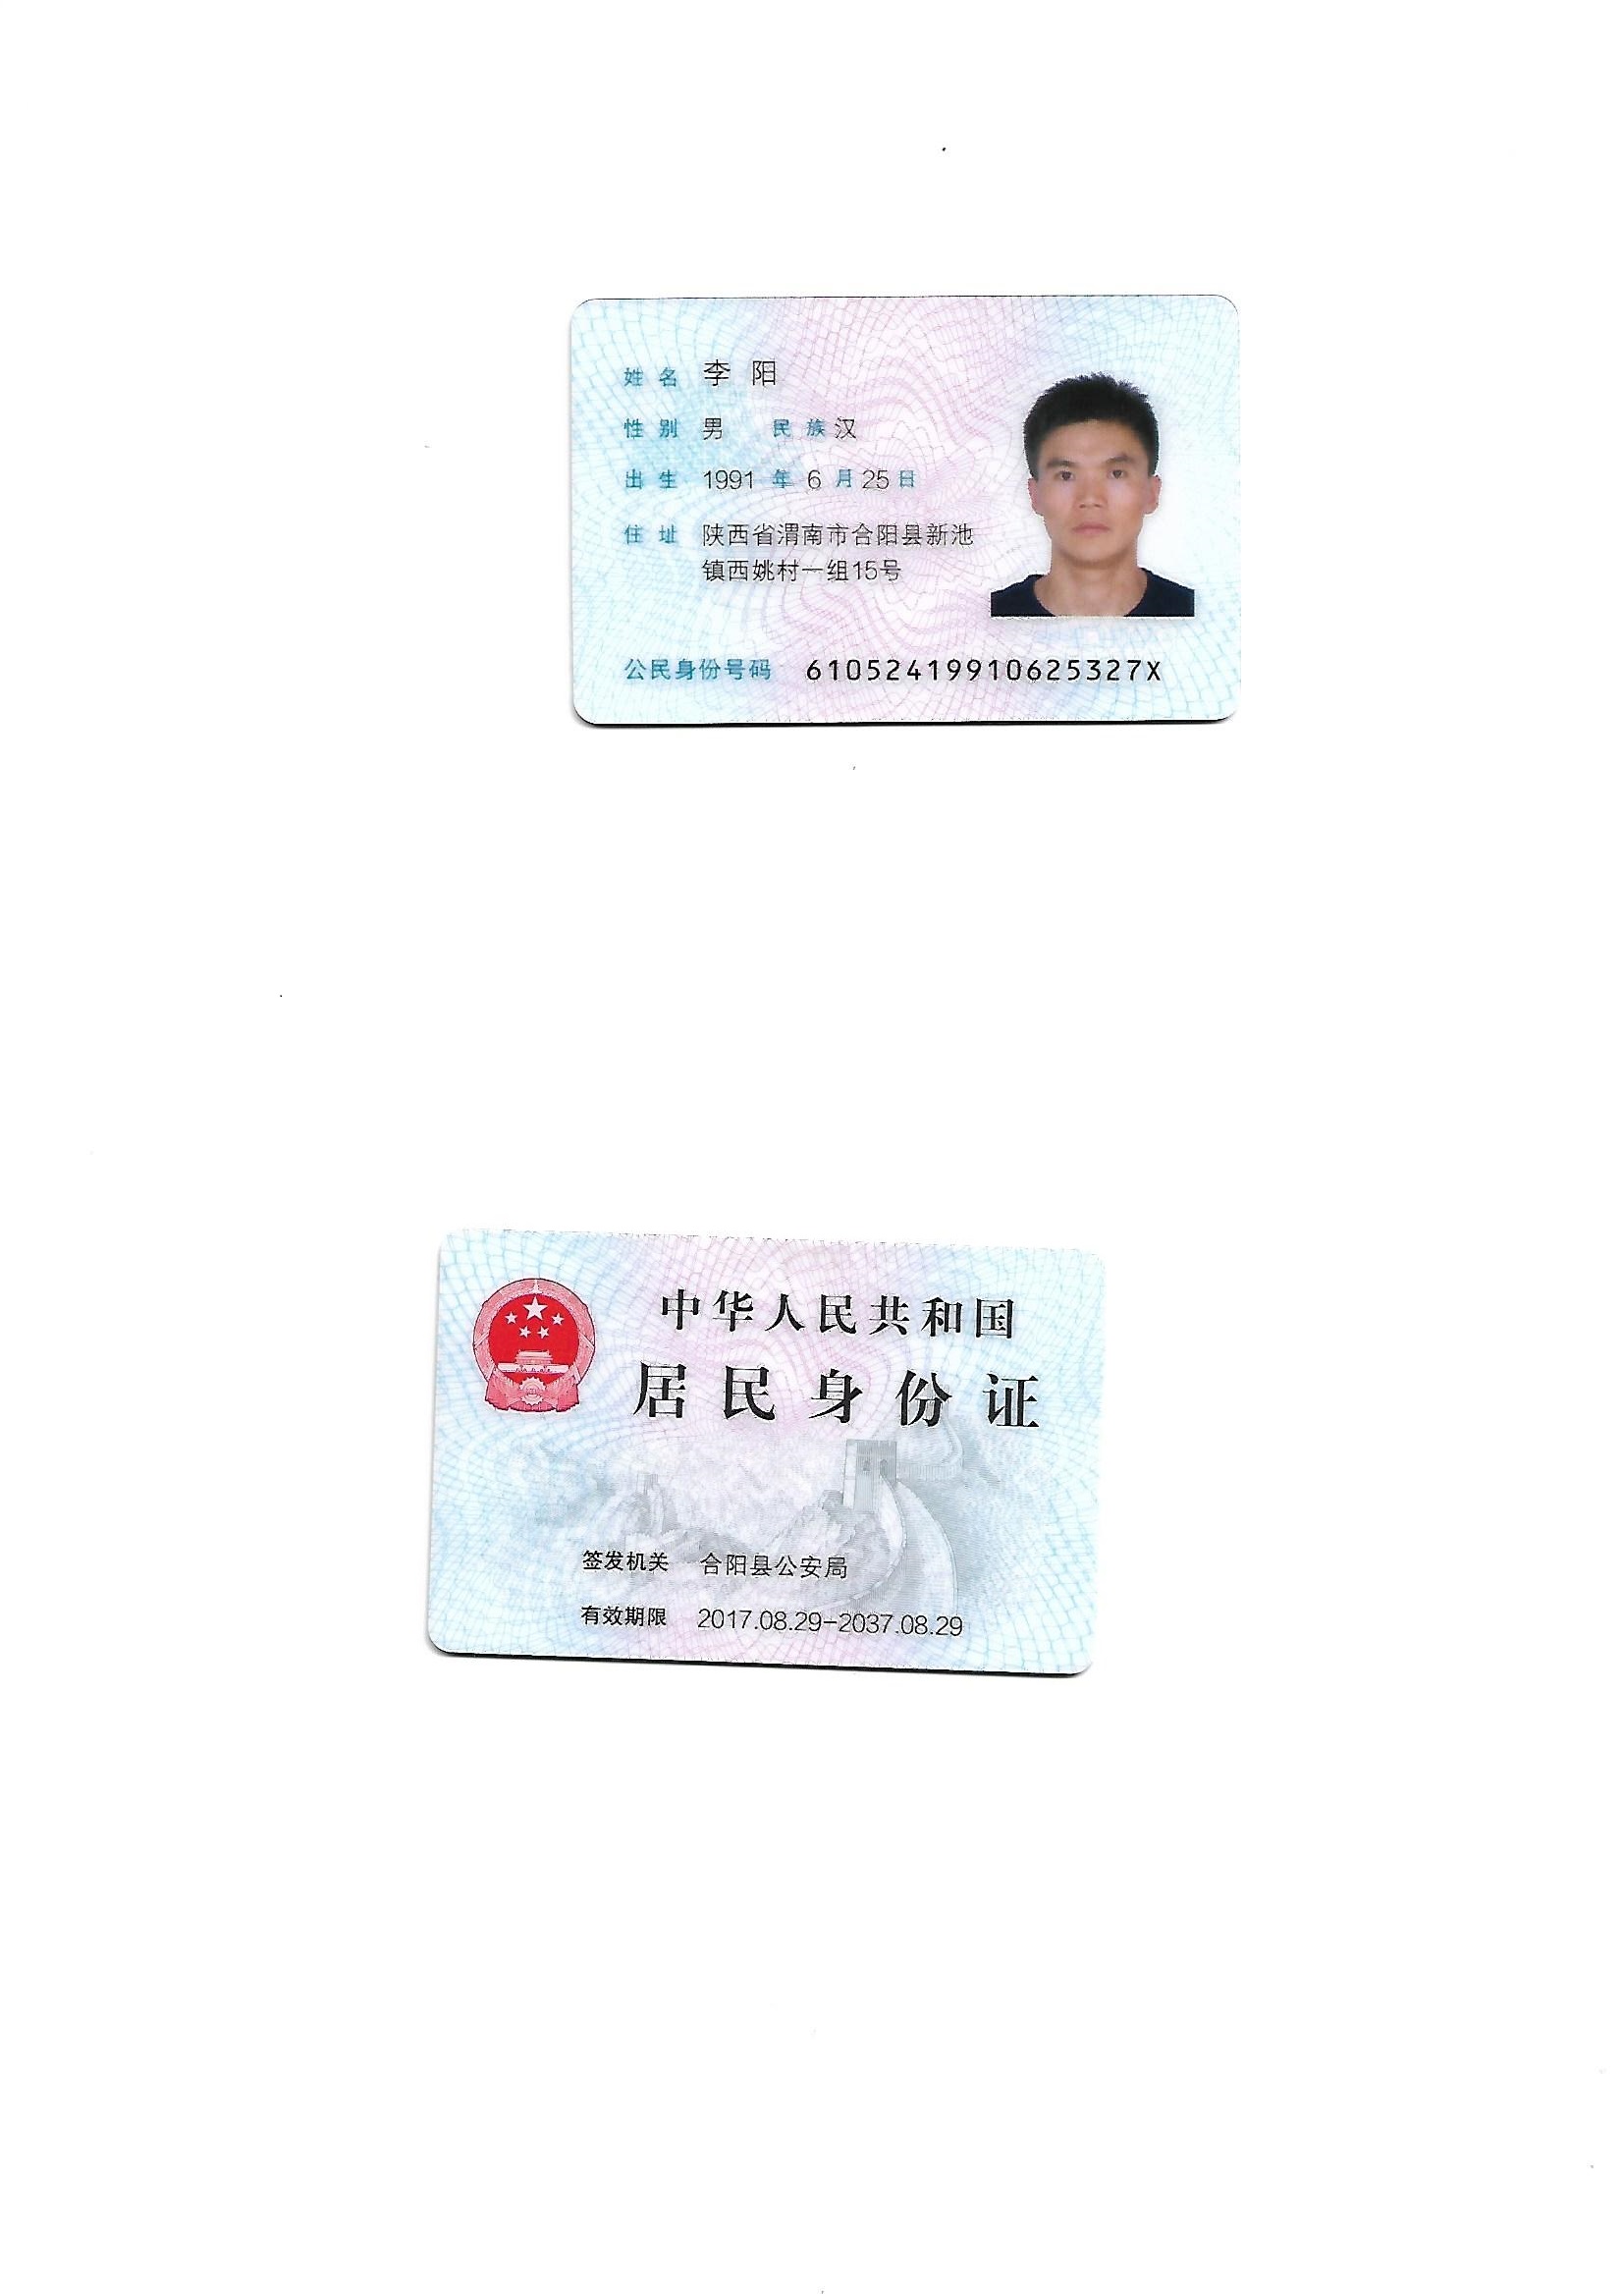 姓名 李阳
性别 男 民族 汉
出生 1991 年 6 月 25 日
住址 陕西省渭南市合阳县新池
镇西姚村一组15号
公民身份号码 61052419910625327X
中华人民共和国
居民身份证
签发机关 合阳县公安局
有效期限 2017.08.29-2037.08.29